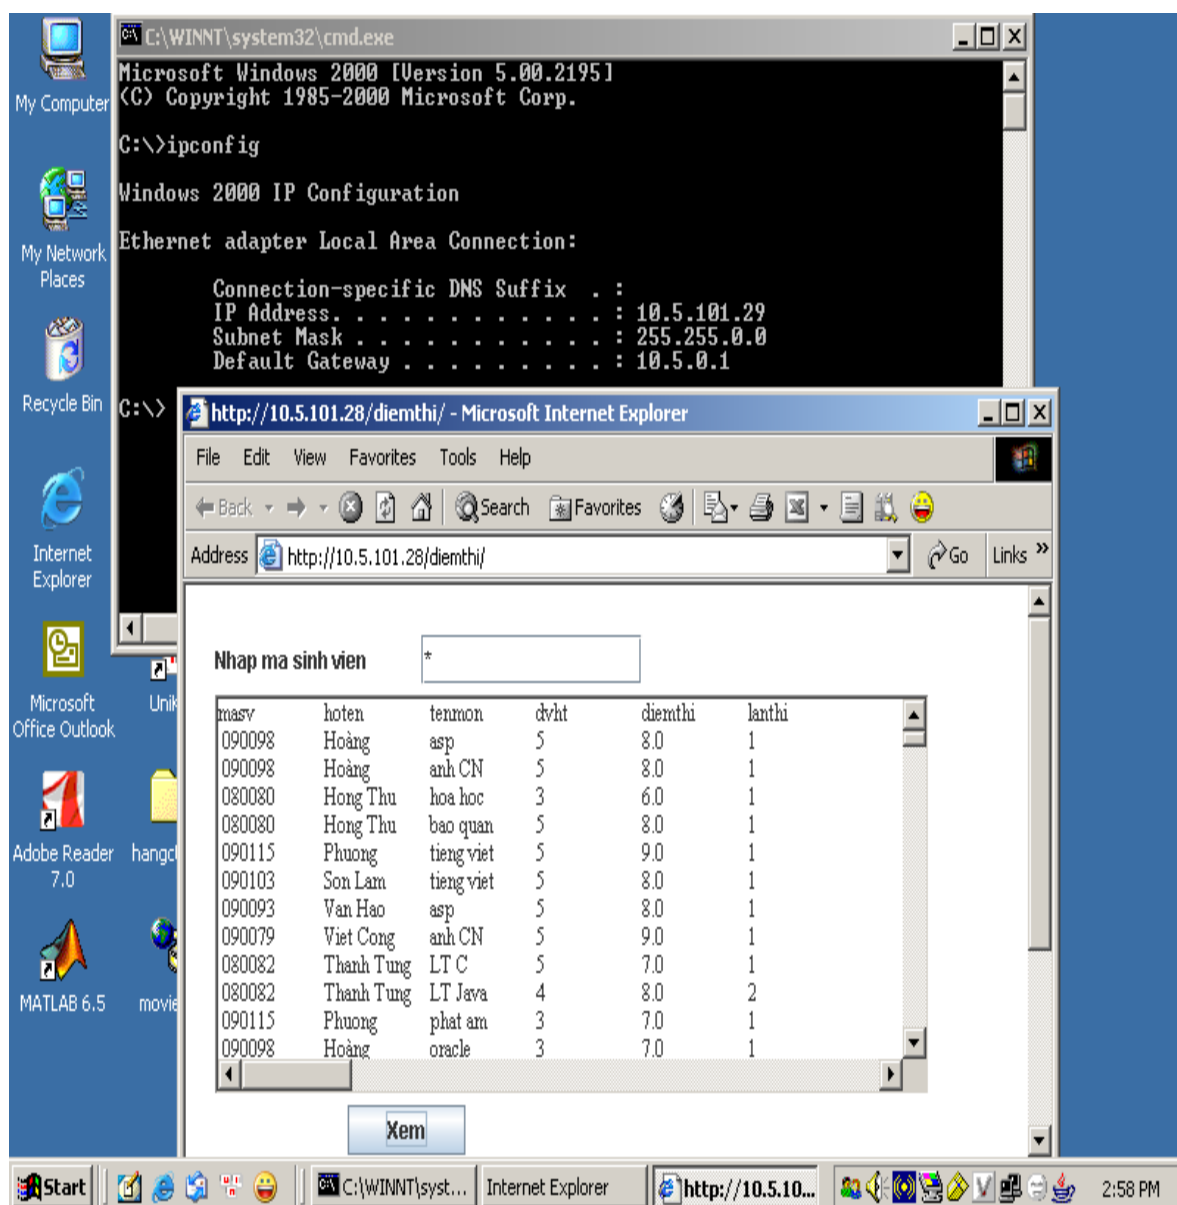 My Computer
My Network
Places
Recycle Bin
Internet
Explorer
Microsoft
Office Outlook
Adobe Reader
7.0
MATLAB 6.5
C:\WINNT\system32\cmd.exe
Microsoft Windows 2000 [Version 5.00.2195]
(C) Copyright 1985-2000 Microsoft Corp.
C:\>ipconfig
Windows 2000 IP Configuration
Ethernet adapter Local Area Connection:
Connection-specific DNS Suffix . :
IP Address. . . . . . . . . . . . : 10.5.101.29
Subnet Mask . . . . . . . . . . . : 255.255.0.0
Default Gateway . . . . . . . . . : 10.5.0.1
C:\>
http://10.5.101.28/diemthi/ - Microsoft Internet Explorer
File Edit View Favorites Tools Help
Back Search Favorites
Address http://10.5.101.28/diemthi/ Go Links »
Nhap ma sinh vien *
masv hoten tenmon dvht diemthi lanthi
090098 Hoàng asp 5 8.0 1
090098 Hoàng anh CN 5 8.0 1
080080 Hong Thu hoa hoc 3 6.0 1
080080 Hong Thu bao quan 5 8.0 1
090115 Phuong tieng viet 5 9.0 1
090103 Son Lam tieng viet 5 8.0 1
090093 Van Hao asp 5 8.0 1
090079 Viet Cong anh CN 5 9.0 1
080082 Thanh Tung LT C 5 7.0 1
080082 Thanh Tung LT Java 4 8.0 2
090115 Phuong phat am 3 7.0 1
090098 Hoàng oracle 3 7.0 1
Xem
Start C:\WINNT\syst... Internet Explorer http://10.5.10... 2:58 PM